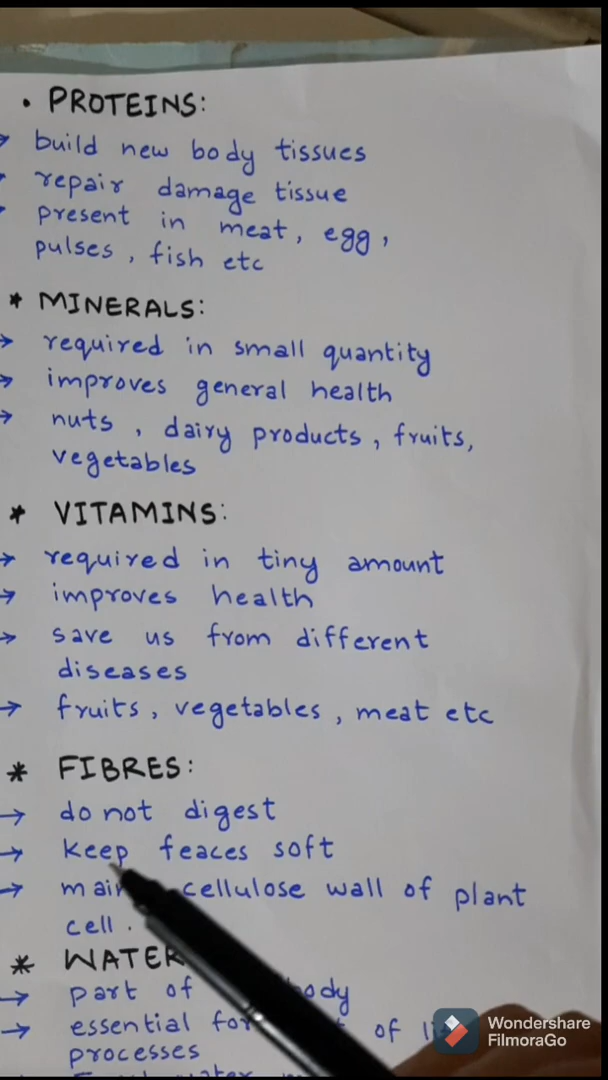 • PROTEINS:
→ build new body tissues
→ repair damage tissue
→ present in meat, egg,
pulses, fish etc
* MINERALS:
→ required in small quantity
→ improves general health
→ nuts, dairy products, fruits,
vegetables
* VITAMINS:
→ required in tiny amount
→ improves health
→ save us from different
diseases
→ fruits, vegetables, meat etc
* FIBRES:
→ do not digest
→ keep feaces soft
→ cellulose wall of plant
cell.
* WATER
→ part of body
→ essential for of
processes
Wondershare
FilmoraGo